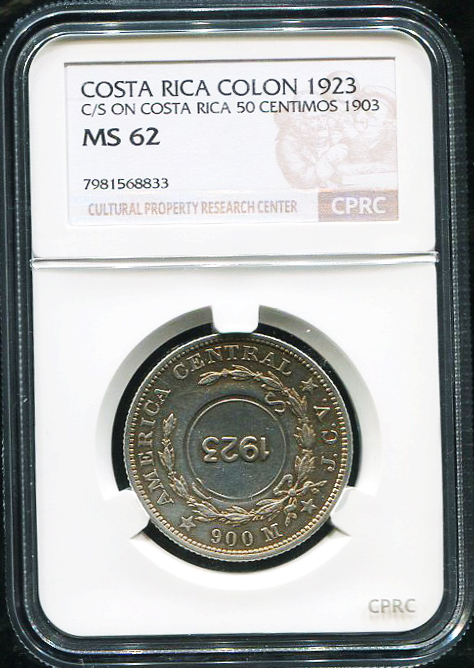 COSTA RICA COLON 1923
C/S ON COSTA RICA 50 CENTIMOS 1903
MS 62
7981568833
CULTURAL PROPERTY RESEARCH CENTER
CPRC
AMERICA CENTRAL
J.C.V.
1923
900 M
CPRC